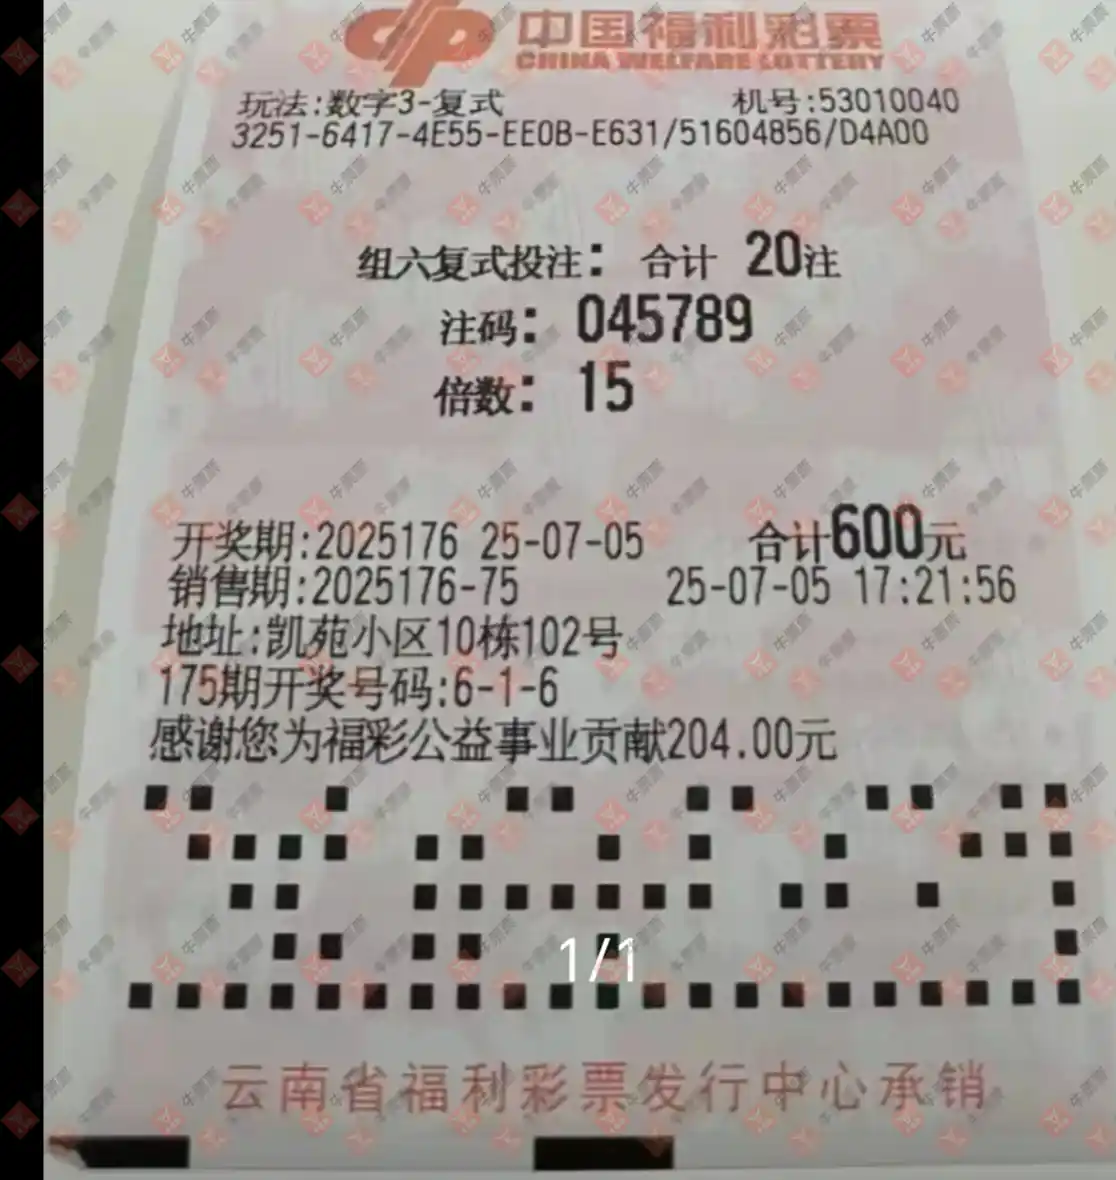 中国福利彩票
CHINA WELFARE LOTTERY
玩法:数字3-复式 机号:53010040
3251-6417-4E55-EE0B-E631/51604856/D4A00
组六复式投注: 合计 20注
注码: 045789
倍数: 15
开奖期:2025176 25-07-05 合计600元
销售期:2025176-75 25-07-05 17:21:56
地址:凯苑小区10栋102号
175期开奖号码:6-1-6
感谢您为福彩公益事业贡献204.00元
1/1
云南省福利彩票发行中心承销